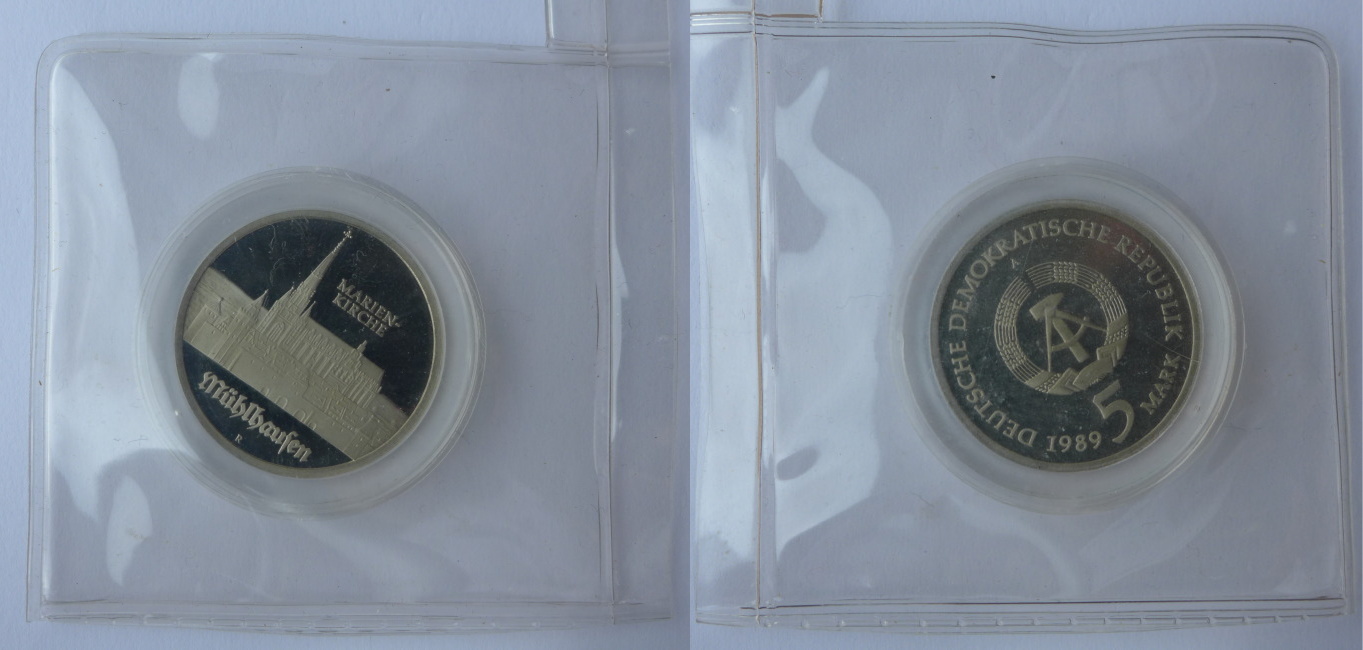 MARIEN-
KIRCHE
Mühlhauſen
R
DEUTSCHE DEMOKRATISCHE REPUBLIK
A
5
MARK
1989